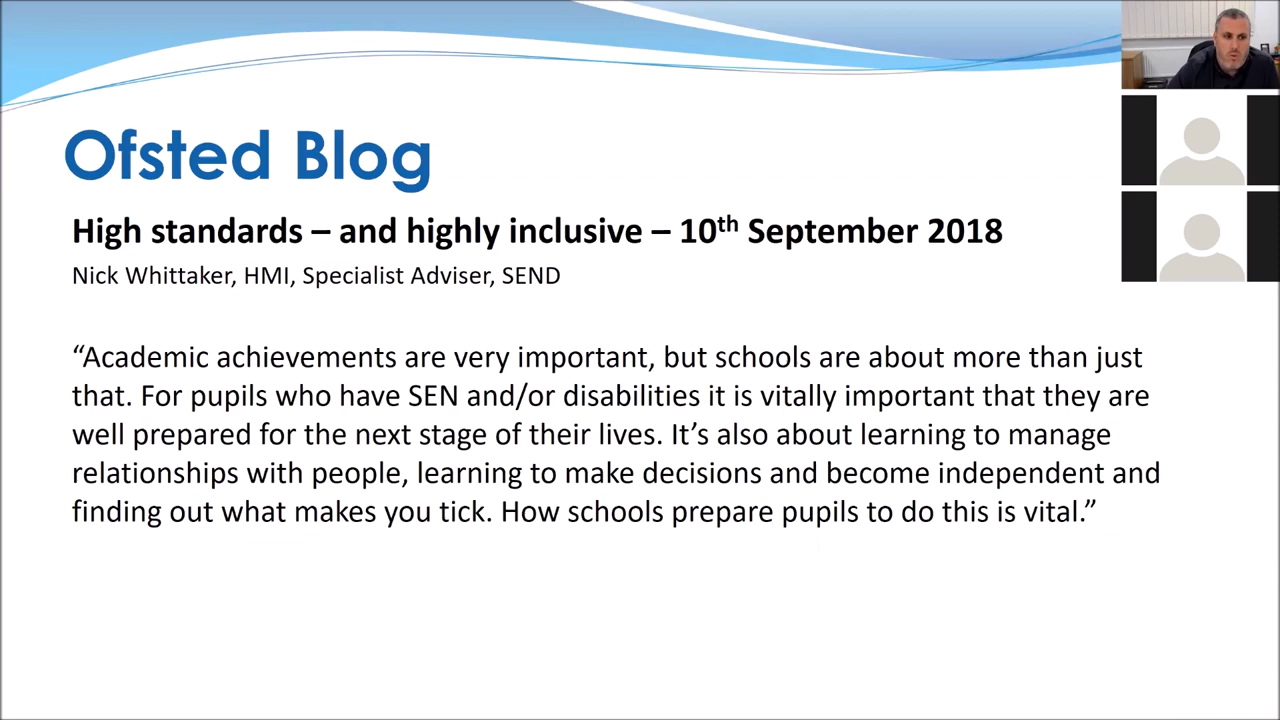 Ofsted Blog
High standards – and highly inclusive – 10th September 2018
Nick Whittaker, HMI, Specialist Adviser, SEND
“Academic achievements are very important, but schools are about more than just
that. For pupils who have SEN and/or disabilities it is vitally important that they are
well prepared for the next stage of their lives. It’s also about learning to manage
relationships with people, learning to make decisions and become independent and
finding out what makes you tick. How schools prepare pupils to do this is vital.”